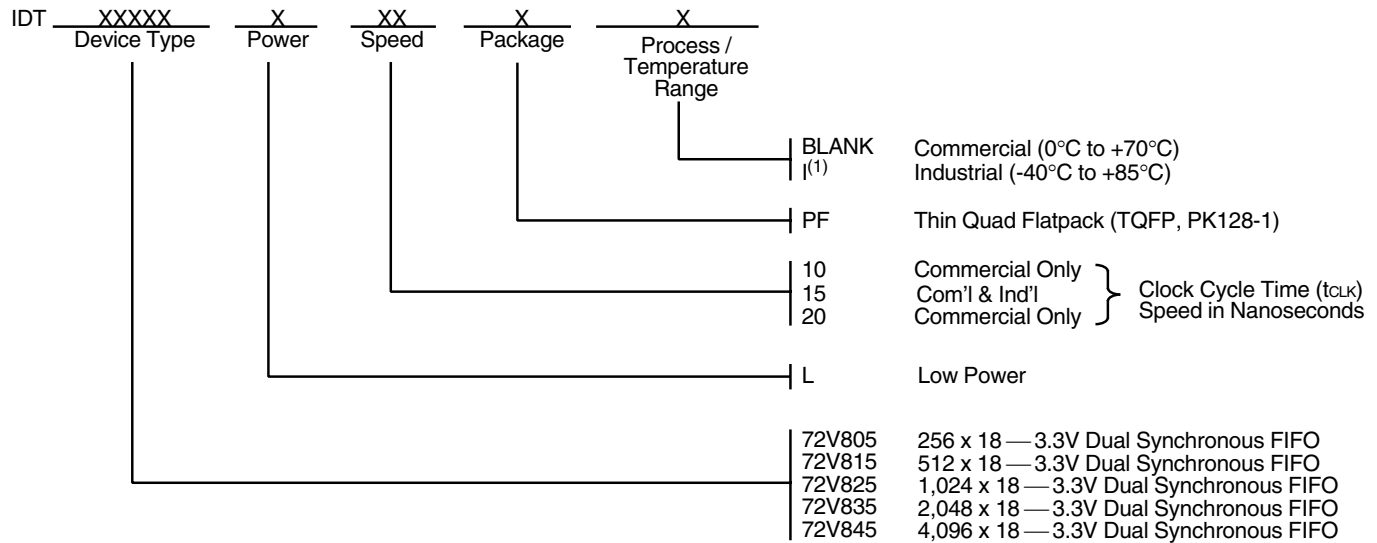 IDT XXXXX X XX X X
Device Type Power Speed Package Process /
Temperature
Range
BLANK Commercial (0°C to +70°C)
I(1) Industrial (-40°C to +85°C)
PF Thin Quad Flatpack (TQFP, PK128-1)
10 Commercial Only
15 Com'l & Ind'l
20 Commercial Only
Clock Cycle Time (tCLK)
Speed in Nanoseconds
L Low Power
72V805 256 x 18 — 3.3V Dual Synchronous FIFO
72V815 512 x 18 — 3.3V Dual Synchronous FIFO
72V825 1,024 x 18 — 3.3V Dual Synchronous FIFO
72V835 2,048 x 18 — 3.3V Dual Synchronous FIFO
72V845 4,096 x 18 — 3.3V Dual Synchronous FIFO